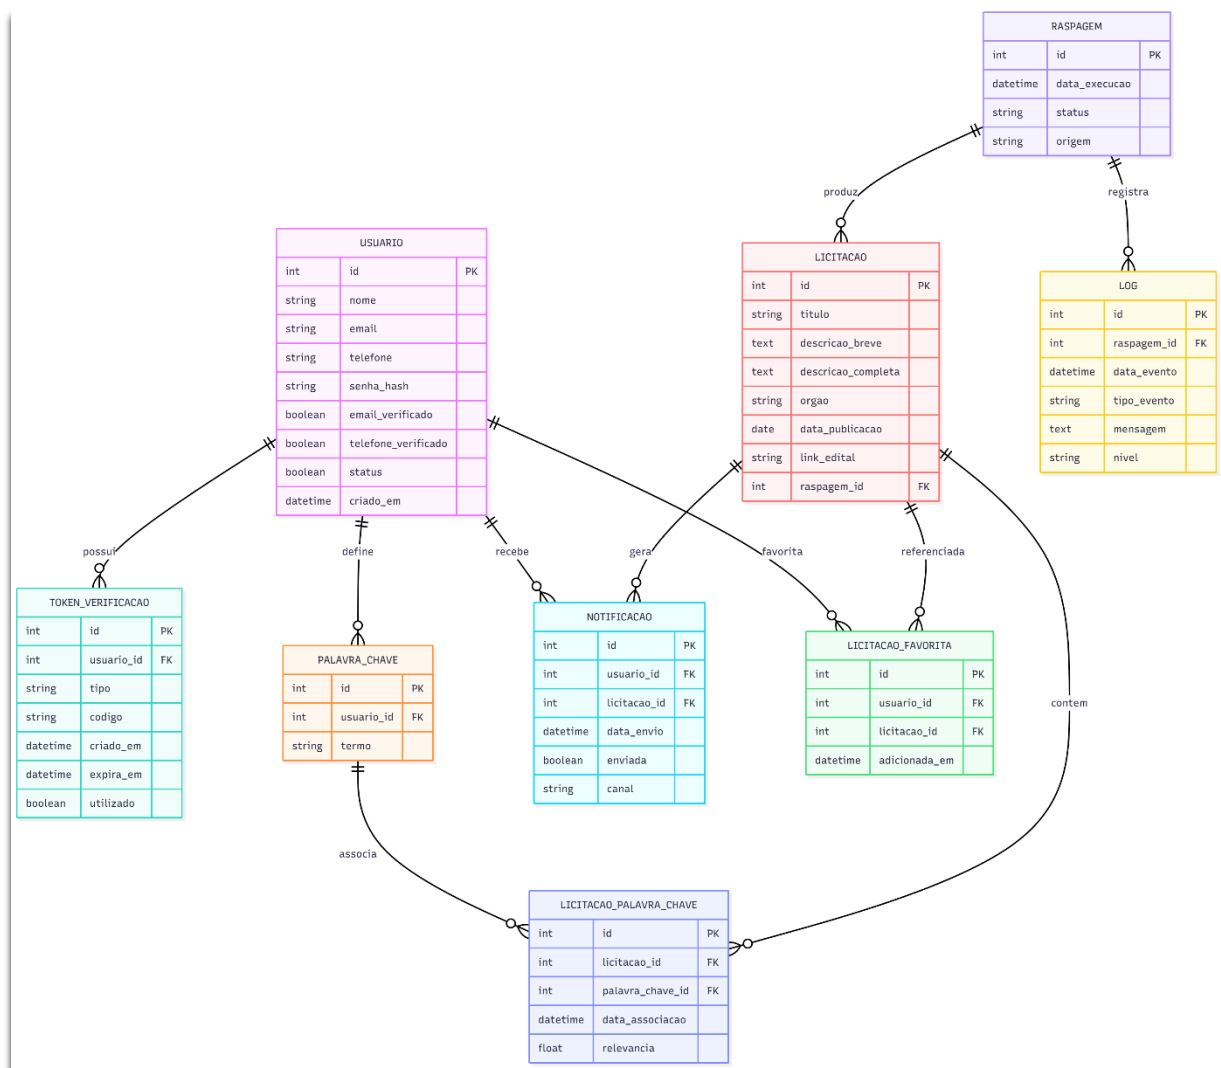 RASPAGEM
int id PK
datetime data_execucao
string status
string origem
produz
registra
USUARIO
int id PK
string nome
string email
string telefone
string senha_hash
boolean email_verificado
boolean telefone_verificado
boolean status
datetime criado_em
LICITACAO
int id PK
string titulo
text descricao_breve
text descricao_completa
string orgao
date data_publicacao
string link_edital
int raspagem_id FK
LOG
int id PK
int raspagem_id FK
datetime data_evento
string tipo_evento
text mensagem
string nivel
possui
define
recebe
gera
favorita
referenciada
TOKEN_VERIFICACAO
int id PK
int usuario_id FK
string tipo
string codigo
datetime criado_em
datetime expira_em
boolean utilizado
PALAVRA_CHAVE
int id PK
int usuario_id FK
string termo
NOTIFICACAO
int id PK
int usuario_id FK
int licitacao_id FK
datetime data_envio
boolean enviada
string canal
LICITACAO_FAVORITA
int id PK
int usuario_id FK
int licitacao_id FK
datetime adicionada_em
contem
associa
LICITACAO_PALAVRA_CHAVE
int id PK
int licitacao_id FK
int palavra_chave_id FK
datetime data_associacao
float relevancia